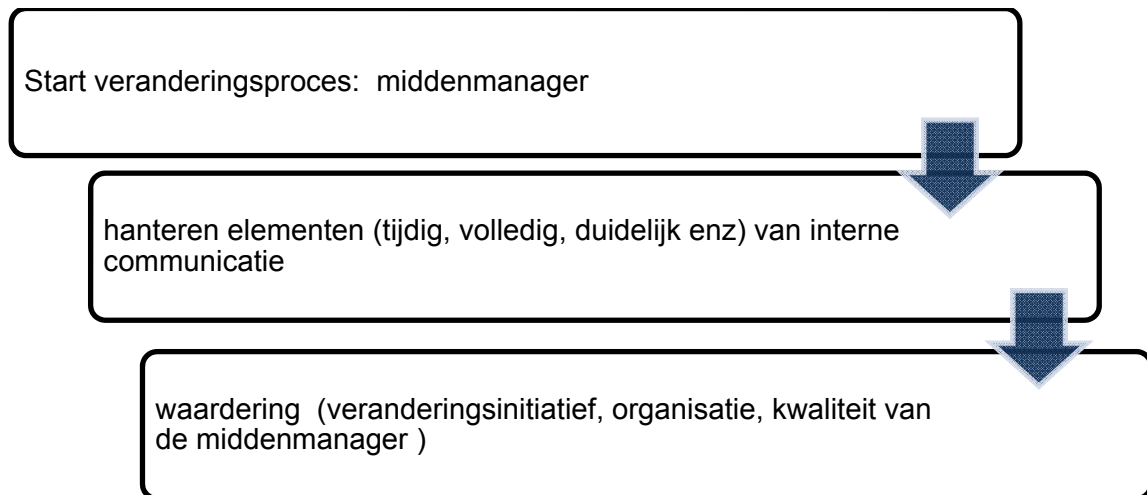 Start veranderingsproces:  middenmanager
hanteren elementen (tijdig, volledig, duidelijk enz) van interne
communicatie
waardering  (veranderingsinitiatief, organisatie, kwaliteit van
de middenmanager )